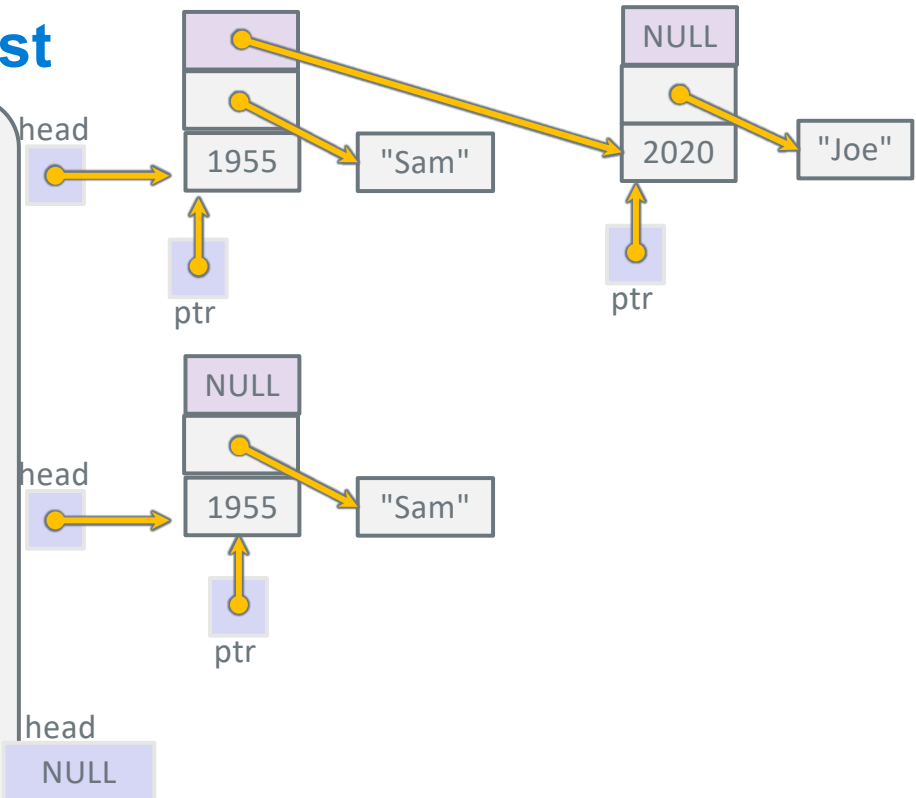 st
NULL
head
1955
"Sam"
2020
"Joe"
ptr
ptr
NULL
head
1955
"Sam"
ptr
head
NULL